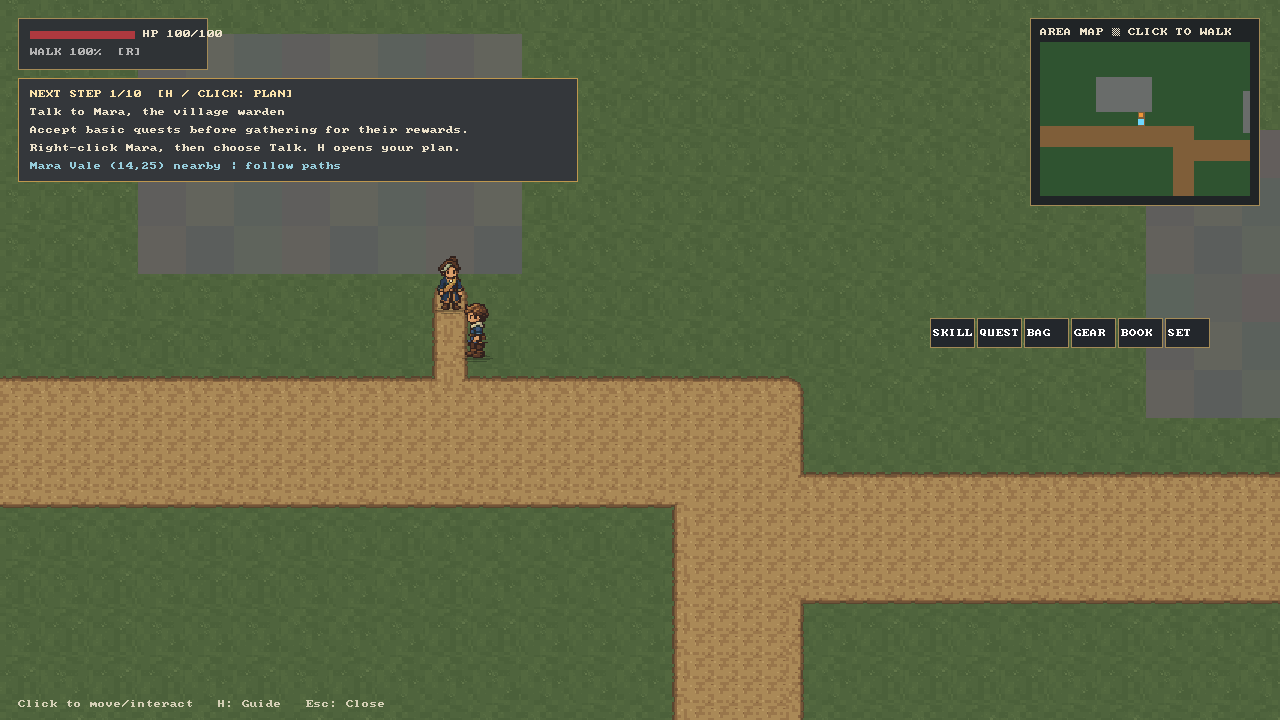 HP 100/100
WALK 100% [R]
NEXT STEP 1/10 [H / CLICK: PLAN]
Talk to Mara, the village warden
Accept basic quests before gathering for their rewards.
Right-click Mara, then choose Talk. H opens your plan.
Mara Vale (14,25) nearby ¦ follow paths
AREA MAP ▒ CLICK TO WALK
SKILL QUEST BAG GEAR BOOK SET
Click to move/interact H: Guide Esc: Close